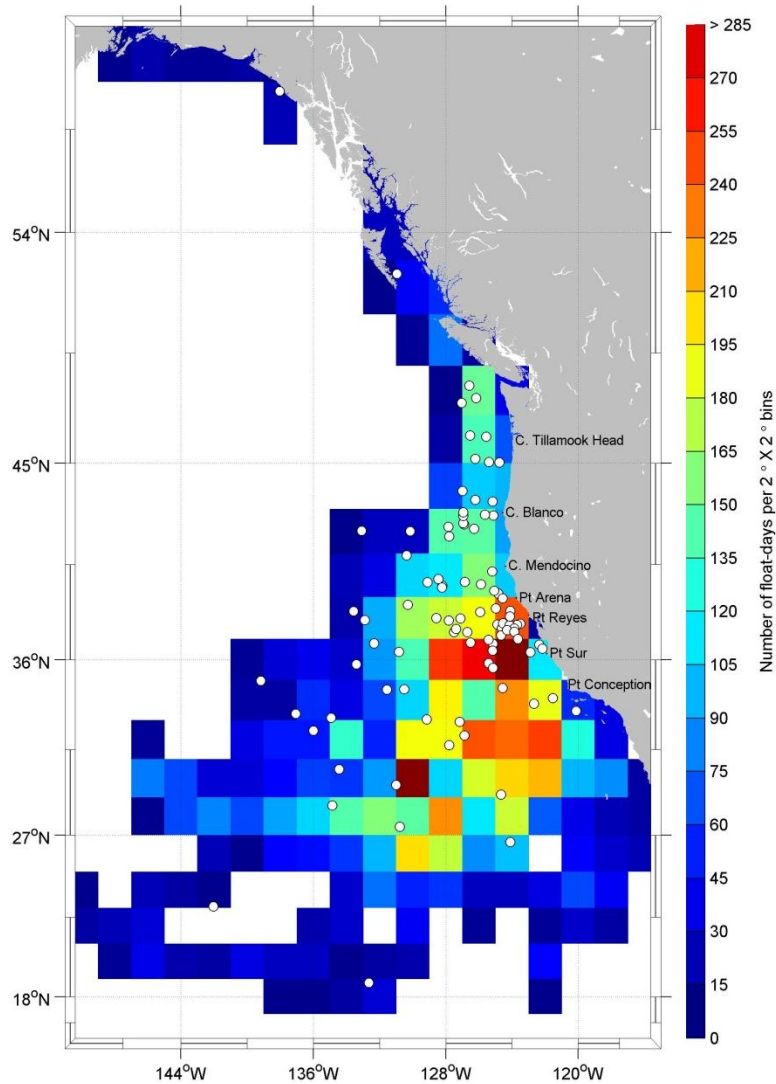 > 285
270
255
240
225
210
195
180
165
150
135
120
105
90
75
60
45
30
15
0
Number of float-days per 2 ° X 2 ° bins
54°N
45°N
36°N
27°N
18°N
C. Tillamook Head
C. Blanco
C. Mendocino
Pt Arena
Pt Reyes
Pt Sur
Pt Conception
144°W
136°W
128°W
120°W